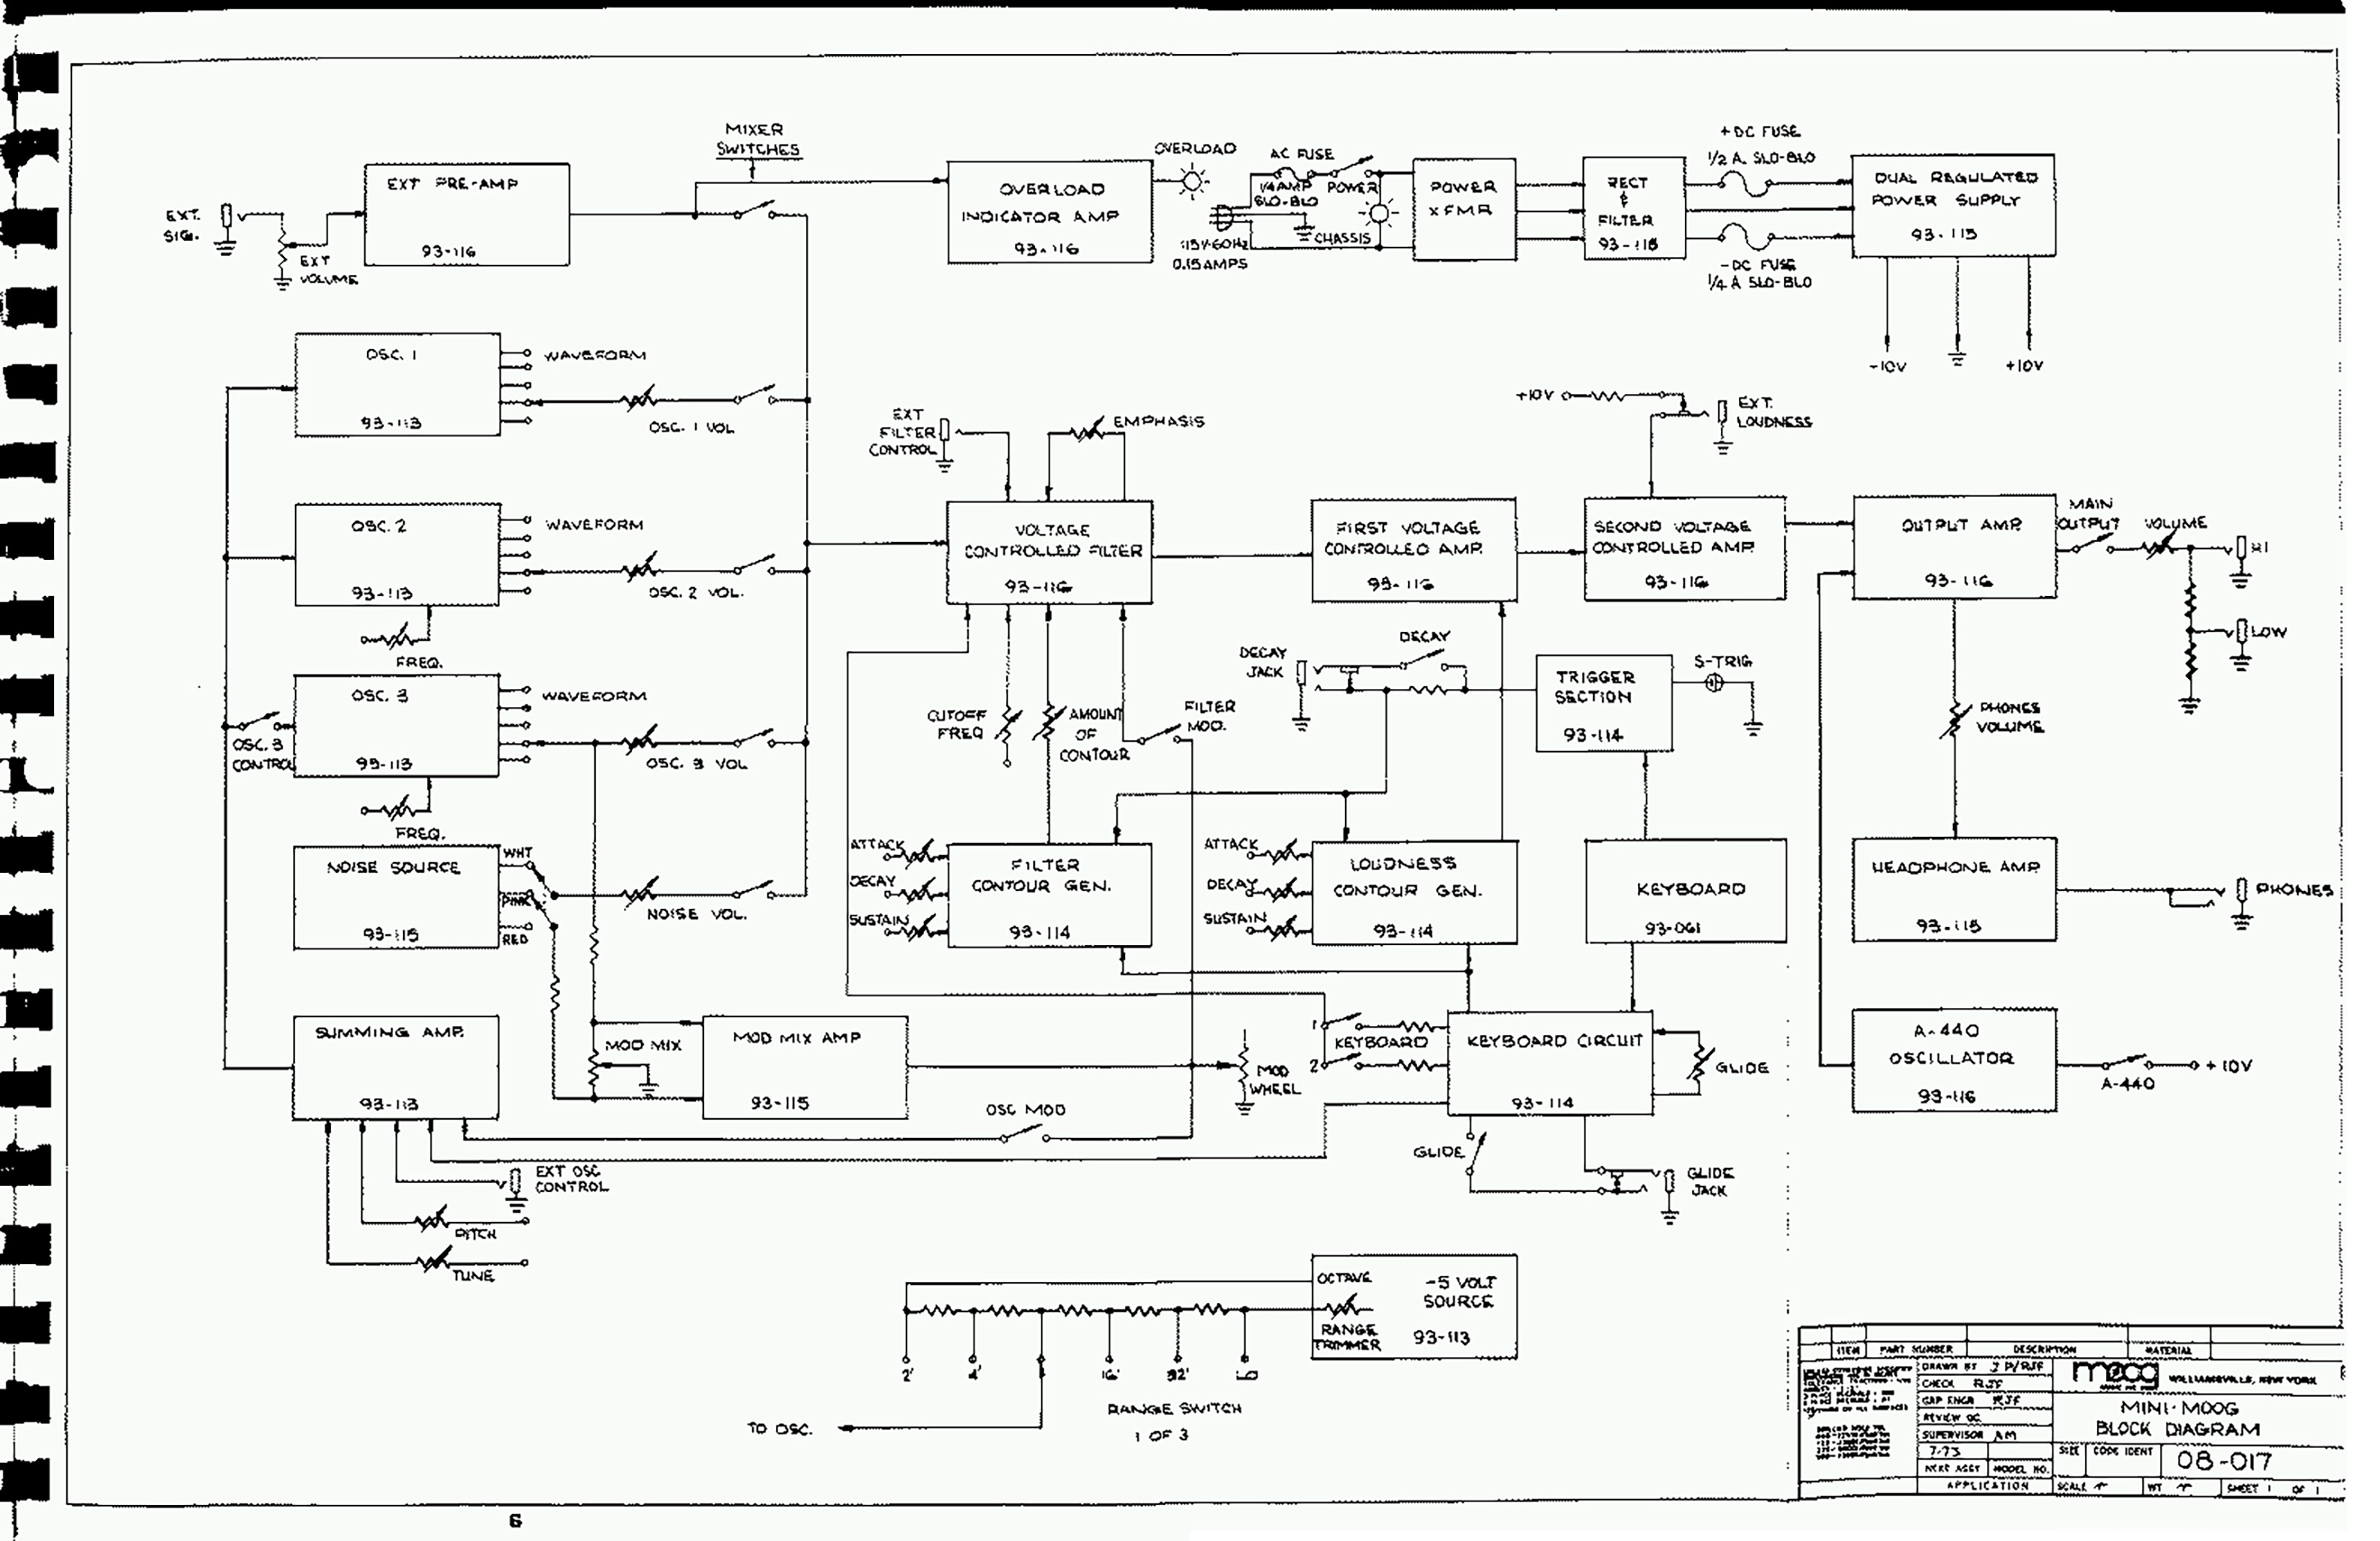 MIXER
SWITCHES
EXT. SIG.
EXT PRE-AMP
93-116
EXT
VOLUME
OVERLOAD
INDICATOR AMP
93-116
OVERLOAD
AC FUSE
1/4 AMP
SLO-BLO
POWER
115V-60Hz
0.15 AMPS
CHASSIS
POWER
XFMR
RECT
&
FILTER
93-115
+DC FUSE
1/2 A. SLO-BLO
-DC FUSE
1/4 A SLO-BLO
DUAL REGULATED
POWER SUPPLY
93-115
-10V
+10V
OSC. 1
93-113
WAVEFORM
OSC. 1 VOL
OSC. 2
93-113
WAVEFORM
OSC. 2 VOL.
FREQ.
OSC. 3
93-113
WAVEFORM
OSC. 3 VOL
OSC. 3
CONTROL
FREQ.
NOISE SOURCE
93-115
WHT
PINK
RED
NOISE VOL.
SUMMING AMP.
93-113
MOD MIX
MOD MIX AMP
93-115
OSC MOD
EXT OSC
CONTROL
PITCH
TUNE
EXT
FILTER
CONTROL
EMPHASIS
VOLTAGE
CONTROLLED FILTER
93-116
CUTOFF
FREQ
AMOUNT
OF
CONTOUR
FILTER
MOD.
FIRST VOLTAGE
CONTROLLED AMP.
93-116
+10V
EXT.
LOUDNESS
SECOND VOLTAGE
CONTROLLED AMP.
93-116
OUTPUT AMP.
93-116
MAIN
OUTPUT
VOLUME
HI
LOW
DECAY
JACK
DECAY
TRIGGER
SECTION
93-114
S-TRIG
PHONES
VOLUME
ATTACK
DECAY
SUSTAIN
FILTER
CONTOUR GEN.
93-114
ATTACK
DECAY
SUSTAIN
LOUDNESS
CONTOUR GEN.
93-114
KEYBOARD
93-061
HEADPHONE AMP.
93-115
PHONES
MOD
WHEEL
1
KEYBOARD
2
KEYBOARD CIRCUIT
93-114
GLIDE
GLIDE
GLIDE
JACK
A-440
OSCILLATOR
93-116
A-440
+10V
OCTAVE
-5 VOLT
SOURCE
RANGE
TRIMMER
93-113
2'
4'
16'
32'
LO
RANGE SWITCH
1 OF 3
TO OSC.
ITEM
PART NUMBER
DESCRIPTION
MATERIAL
DRAWN BY JP/RJF
CHECK RJF
GRP ENGR RJF
REVIEW QC
SUPERVISOR AM
7-73
NEXT ASSY
MODEL NO.
APPLICATION
moog
WILLIAMSVILLE, NEW YORK
MINI-MOOG
BLOCK DIAGRAM
SIZE
CODE IDENT
08-017
SCALE
WT
SHEET 1 OF 1
6